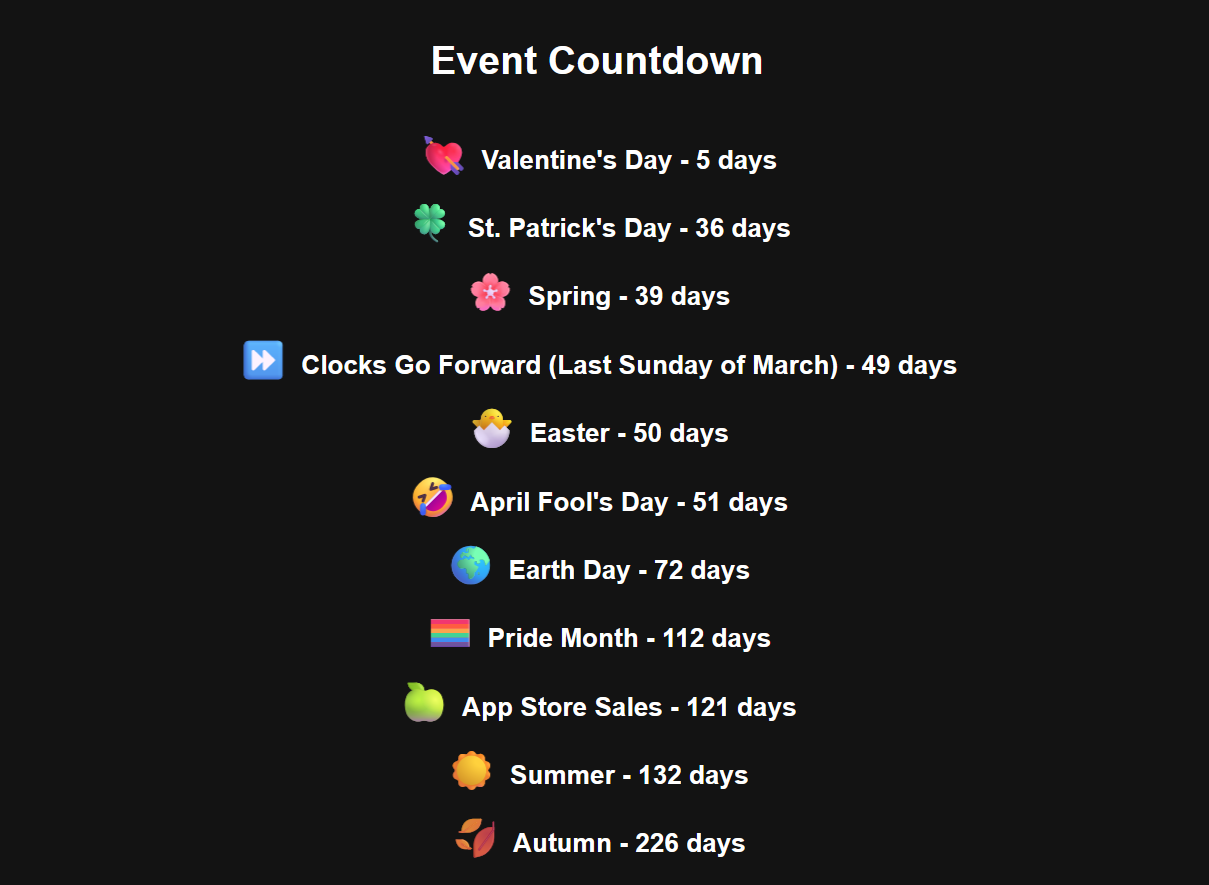 Event Countdown
Valentine's Day - 5 days
St. Patrick's Day - 36 days
Spring - 39 days
Clocks Go Forward (Last Sunday of March) - 49 days
Easter - 50 days
April Fool's Day - 51 days
Earth Day - 72 days
Pride Month - 112 days
App Store Sales - 121 days
Summer - 132 days
Autumn - 226 days